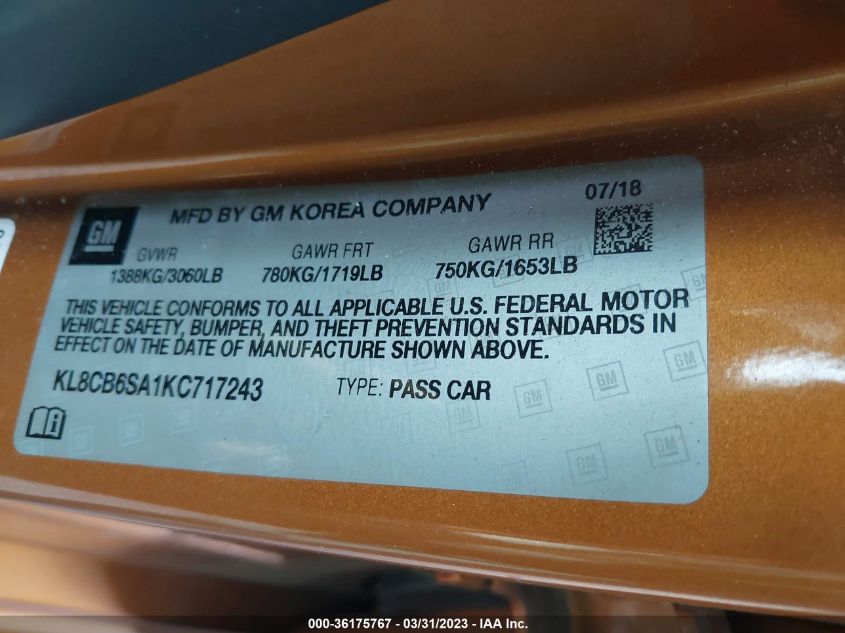 GM
MFD BY GM KOREA COMPANY
07/18
GVWR
GAWR FRT
GAWR RR
1388KG/3060LB
780KG/1719LB
750KG/1653LB
THIS VEHICLE CONFORMS TO ALL APPLICABLE U.S. FEDERAL MOTOR
VEHICLE SAFETY, BUMPER, AND THEFT PREVENTION STANDARDS IN
EFFECT ON THE DATE OF MANUFACTURE SHOWN ABOVE.
KL8CB6SA1KC717243
TYPE: PASS CAR
000-36175767 — 03/31/2023 — IAA Inc.